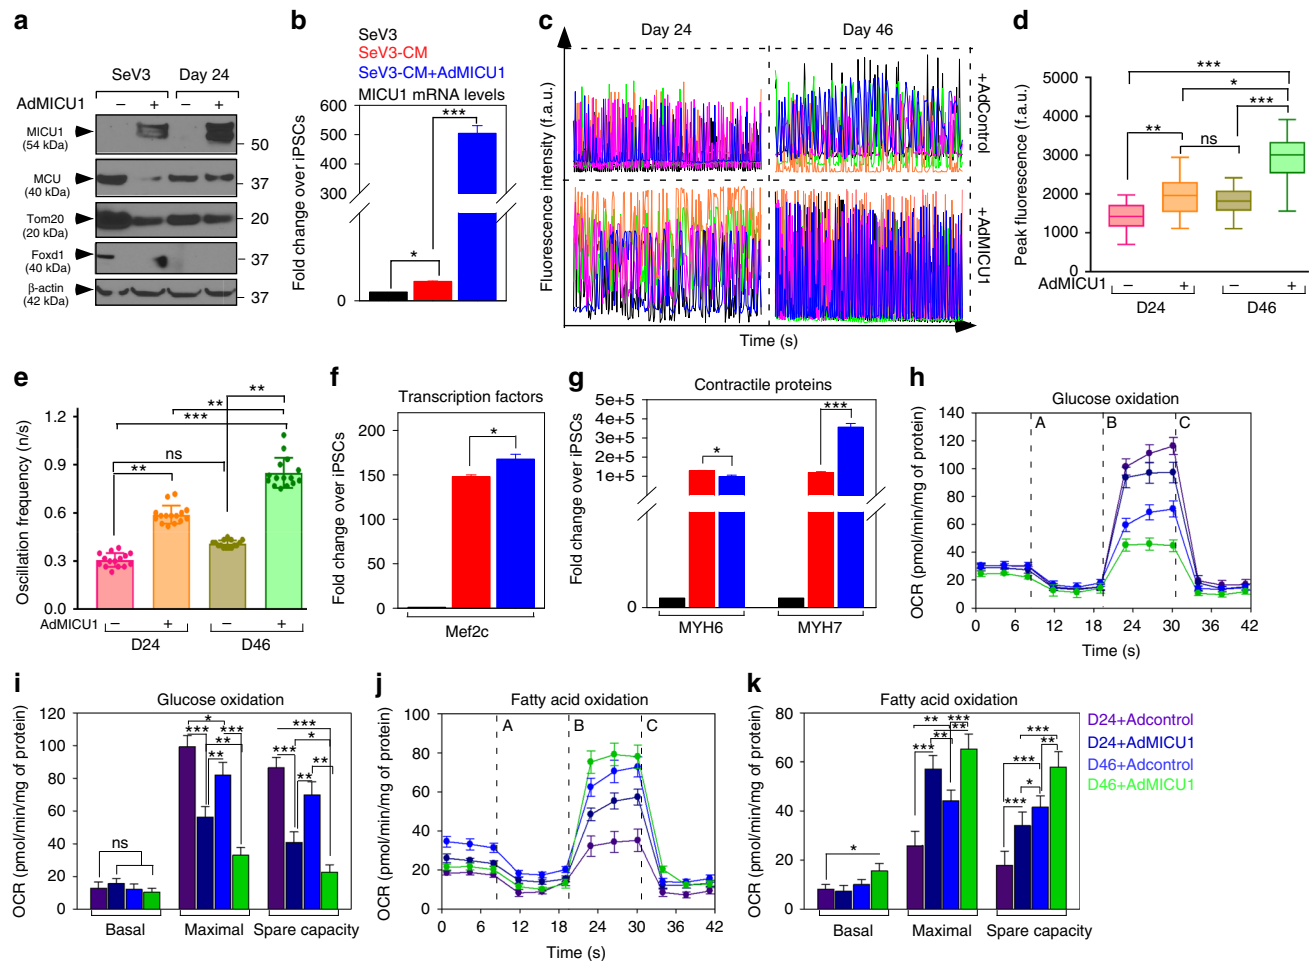 a
SeV3 Day 24
AdMICU1 − + − +
MICU1
(54 kDa)
50
MCU
(40 kDa)
37
Tom20
(20 kDa)
20
Foxd1
(40 kDa)
37
β-actin
(42 kDa)
37
b
SeV3
SeV3-CM
SeV3-CM+AdMICU1
MICU1 mRNA levels
Fold change over iPSCs
600
500
400
300
0
*
***
c
Day 24 Day 46
Fluorescence intensity (f.a.u.)
+AdControl
+AdMICU1
Time (s)
d
Peak fluorescence (f.a.u.)
5000
4000
3000
2000
1000
0
***
*
***
**
ns
AdMICU1 − + − +
D24 D46
e
Oscillation frequency (n/s)
1.2
0.9
0.6
0.3
0.0
**
**
***
ns
**
AdMICU1 − + − +
D24 D46
f
Transcription factors
Fold change over iPSCs
200
150
100
50
0
*
Mef2c
g
Contractile proteins
Fold change over iPSCs
5e+5
4e+5
3e+5
2e+5
1e+5
0
*
***
MYH6 MYH7
h
Glucose oxidation
OCR (pmol/min/mg of protein)
140
120
100
80
60
40
20
0
A B C
0 6 12 18 24 30 36 42
Time (s)
i
Glucose oxidation
OCR (pmol/min/mg of protein)
120
100
80
60
40
20
0
ns
*
*** ***
**
**
***
*
***
**
**
Basal Maximal Spare capacity
j
Fatty acid oxidation
OCR (pmol/min/mg of protein)
100
80
60
40
20
0
A B C
0 6 12 18 24 30 36 42
Time (s)
k
Fatty acid oxidation
OCR (pmol/min/mg of protein)
80
60
40
20
0
*
** ***
**
***
**
***
**
***
*
***
Basal Maximal Spare capacity
D24+Adcontrol
D24+AdMICU1
D46+Adcontrol
D46+AdMICU1